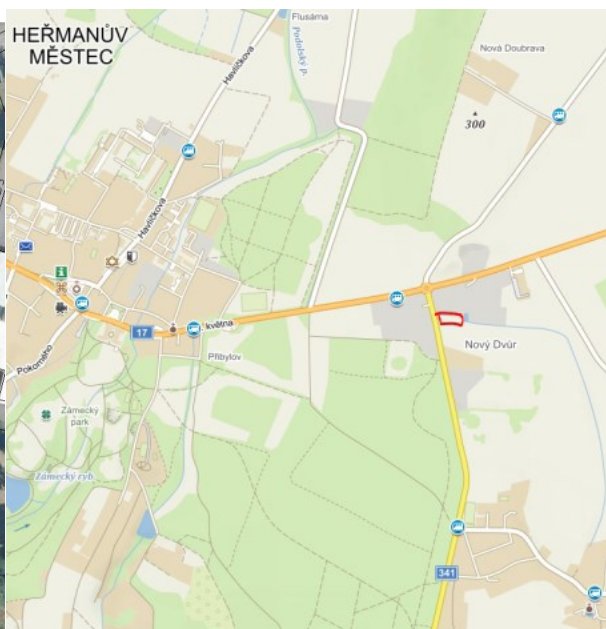 HEŘMANŮV
MĚSTEC
Flusárna
Podolský p.
Havlíčkova
Nová Doubrava
300
Havlíčkova
17
května
Pokorného
Přibylov
Nový Dvůr
Zámecký
park
Zámecký ryb.
341